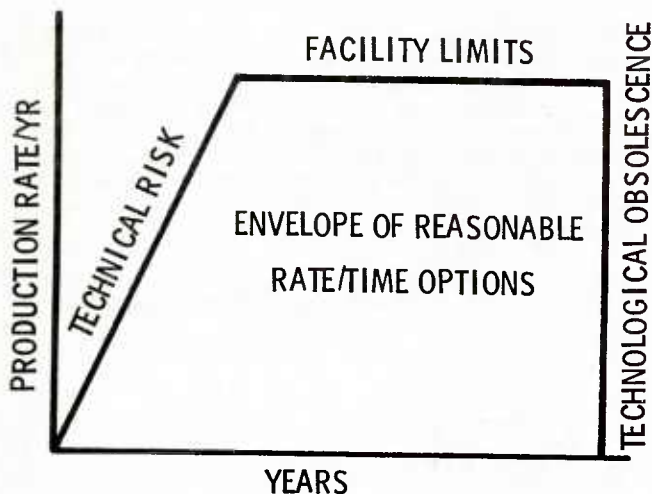 FACILITY LIMITS
PRODUCTION RATE/YR
TECHNICAL RISK
ENVELOPE OF REASONABLE
RATE/TIME OPTIONS
TECHNOLOGICAL OBSOLESCENCE
YEARS